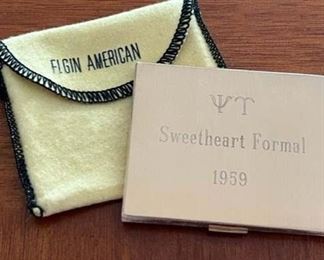 ELGIN AMERICAN
ΨΥ
Sweetheart Formal
1959